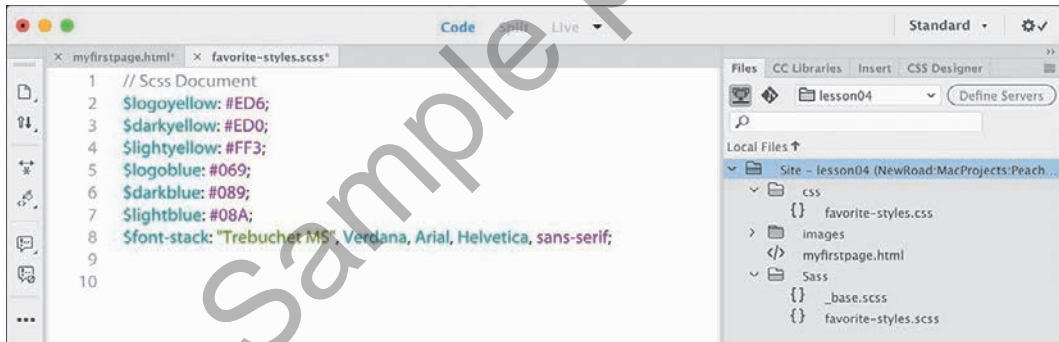 Code Split Live
Standard
myfirstpage.html* favorite-styles.scss*
1 // Scss Document
2 $logoyellow: #ED6;
3 $darkyellow: #ED0;
4 $lightyellow: #FF3;
5 $logoblue: #069;
6 $darkblue: #089;
7 $lightblue: #08A;
8 $font-stack: "Trebuchet MS", Verdana, Arial, Helvetica, sans-serif;
9
10
Files CC Libraries Insert CSS Designer
lesson04 Define Servers
Local Files
Site – lesson04 (NewRoad:MacProjects:Peach...
css
{} favorite-styles.css
images
</> myfirstpage.html
Sass
{} _base.scss
{} favorite-styles.scss
Sample